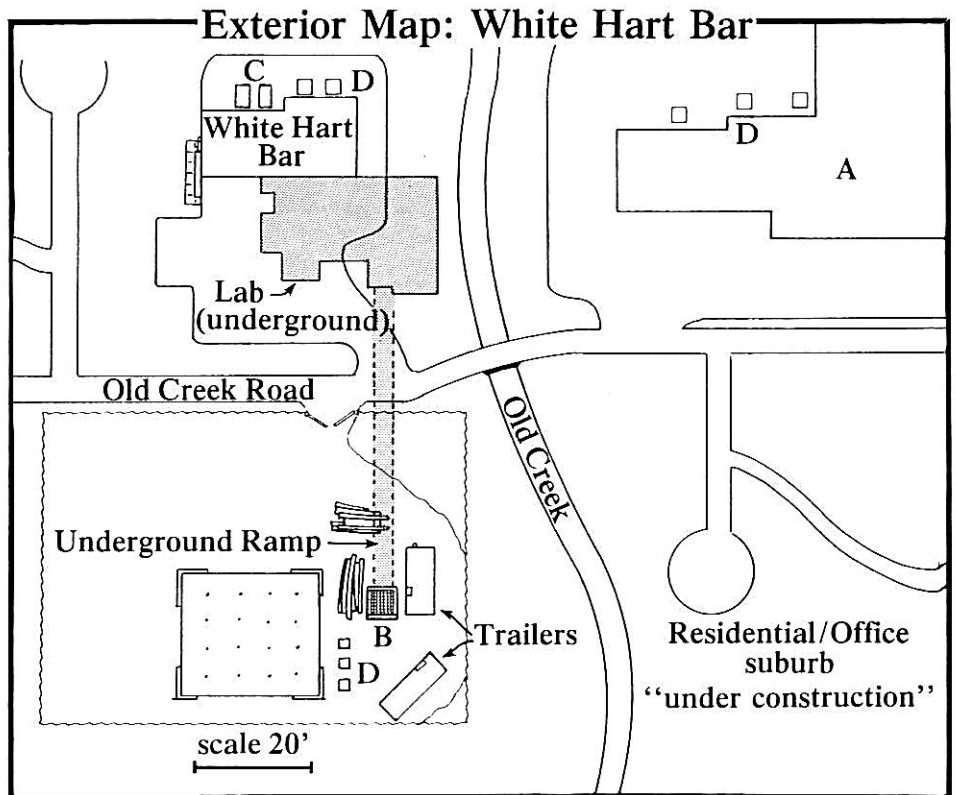 Exterior Map: White Hart Bar
C
D
White Hart
Bar
D
A
Lab
(underground)
Old Creek Road
Old Creek
Underground Ramp
B
Trailers
D
Residential/Office
suburb
“under construction”
scale 20’